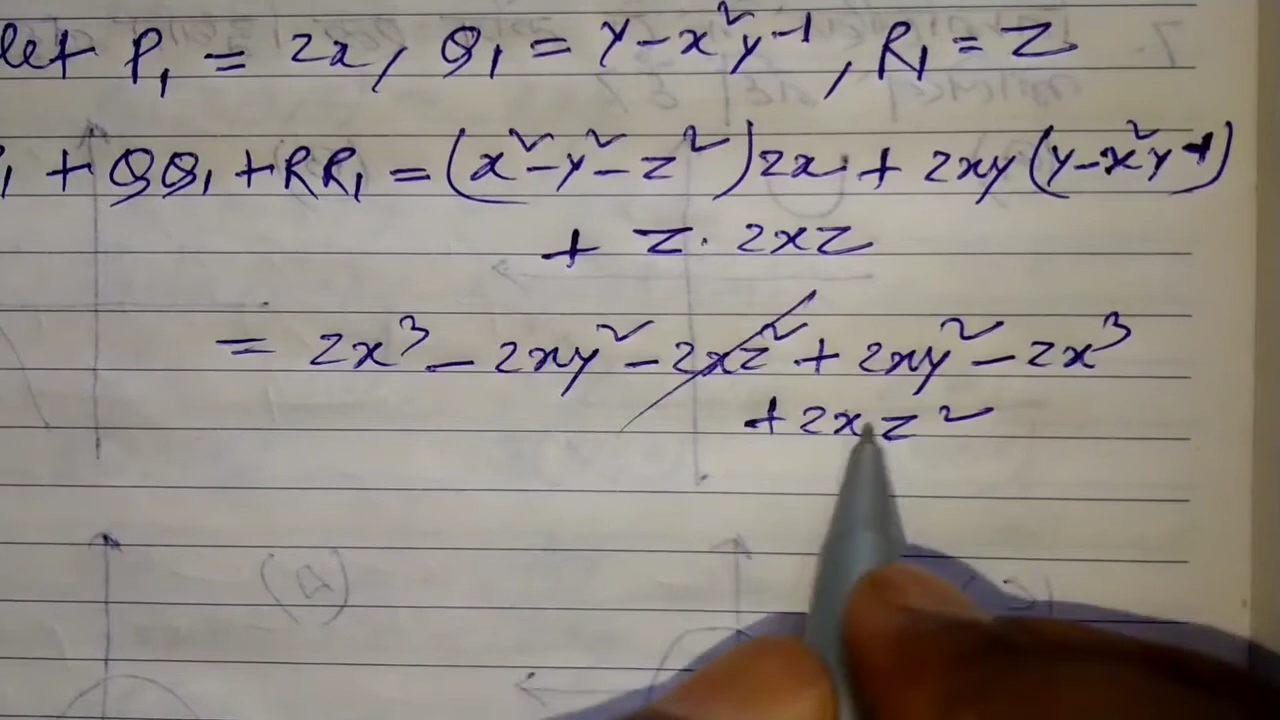 let P₁ = 2x, Q₁ = y-x²y⁻¹, R₁ = z
₁ + QQ₁ + RR₁ = (x²-y²-z²)2x + 2xy(y-x²y⁻¹)
+ z. 2xz
= 2x³ - 2xy² - 2xz² + 2xy² - 2x³
+ 2xz²